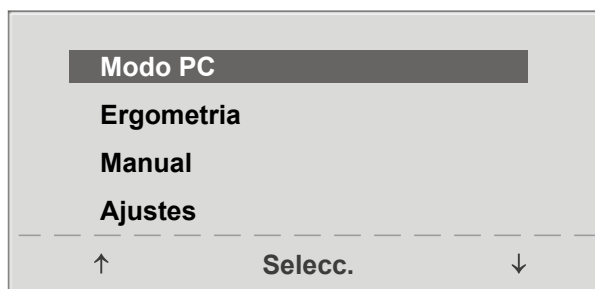 Modo PC
Ergometria
Manual
Ajustes
↑ Selecc. ↓